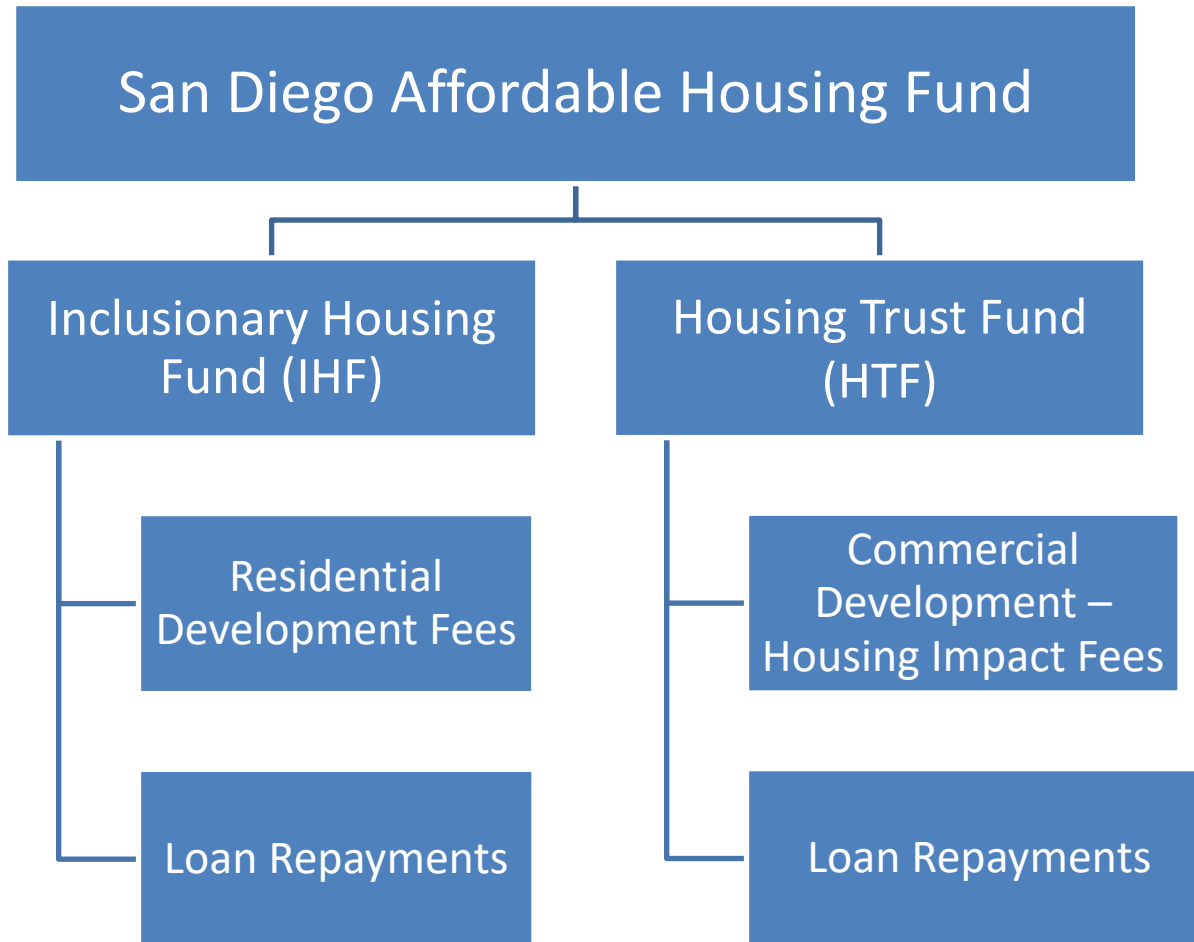 San Diego Affordable Housing Fund
Inclusionary Housing
Fund (IHF)
Housing Trust Fund
(HTF)
Residential
Development Fees
Commercial
Development –
Housing Impact Fees
Loan Repayments
Loan Repayments